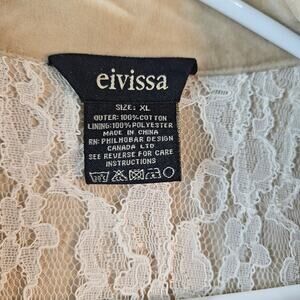 eivissa
SIZE: XL
OUTER: 100% COTTON
LINING: 100% POLYESTER
MADE IN CHINA
RN: PHILHOBAR DESIGN
CANADA LTD
SEE REVERSE FOR CARE
INSTRUCTIONS